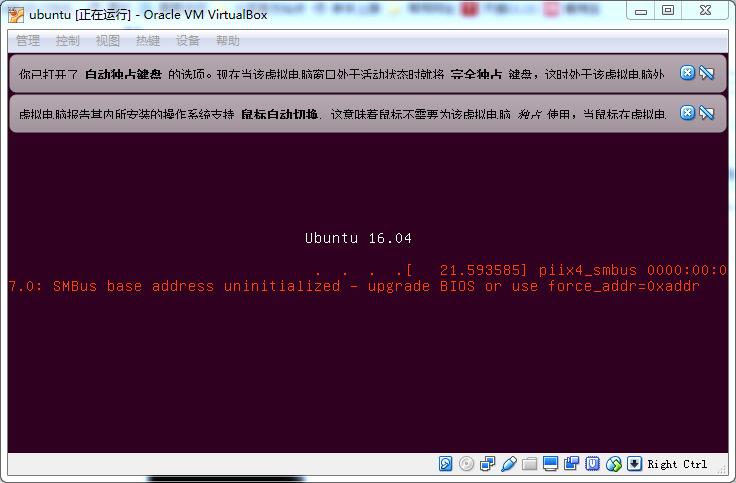 ubuntu [正在运行] - Oracle VM VirtualBox
管理 控制 视图 热键 设备 帮助
你已打开了 自动独占键盘 的选项。现在当该虚拟电脑窗口处于活动状态时就将 完全独占 键盘，这时处于该虚拟电脑外
虚拟电脑报告其内所安装的操作系统支持 鼠标自动切换. 这意味着鼠标不需要为该虚拟电脑 独占 使用，当鼠标在虚拟电
Ubuntu 16.04
. . . .[ 21.593585] piix4_smbus 0000:00:0
7.0: SMBus base address uninitialized - upgrade BIOS or use force_addr=0xaddr
Right Ctrl